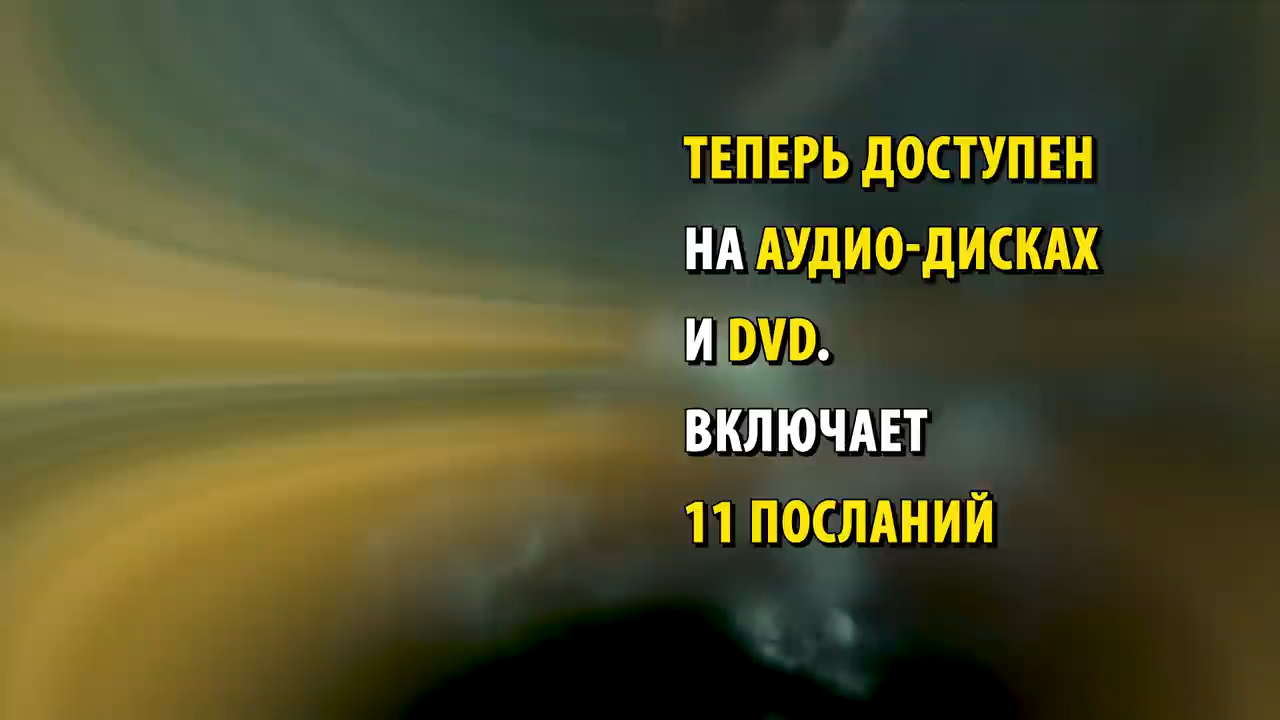 ТЕПЕРЬ ДОСТУПЕН
НА АУДИО-ДИСКАХ
И DVD.
ВКЛЮЧАЕТ
11 ПОСЛАНИЙ